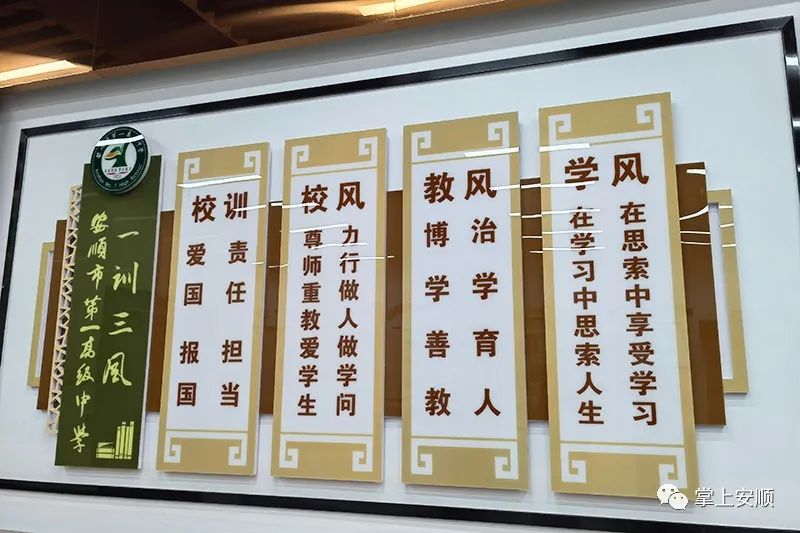 安顺市第一高级中学
一训三风
校训
爱国 报国
责任 担当
校风
尊师重教爱学生
力行做人做学问
教风
博学善教
治学育人
学风
在学习中思索人生
在思索中享受学习
掌上安顺